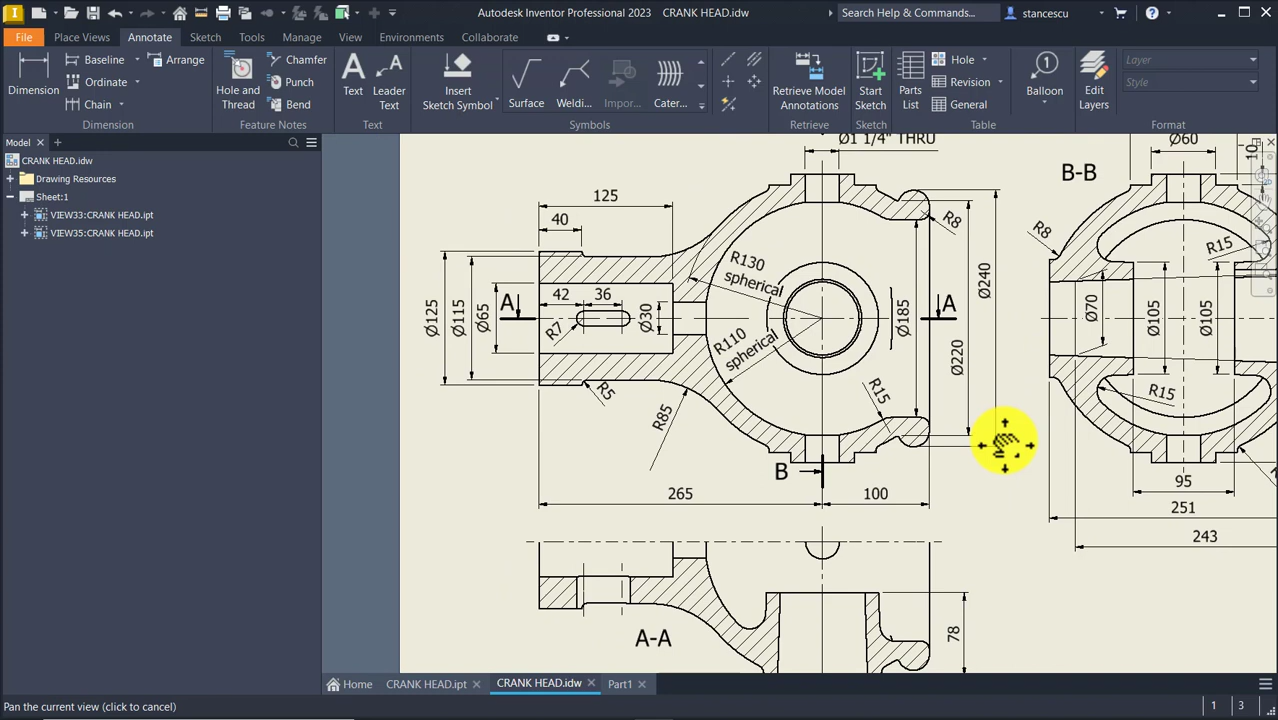 Autodesk Inventor Professional 2023 CRANK HEAD.idw
Search Help & Commands...
stancescu
File Place Views Annotate Sketch Tools Manage View Environments Collaborate
Dimension
Baseline
Ordinate
Chain
Arrange
Dimension
Hole and Thread
Chamfer
Punch
Bend
Feature Notes
Text
Leader Text
Text
Insert Sketch Symbol
Surface
Weldi...
Impor...
Cater...
Symbols
Retrieve Model Annotations
Retrieve
Start Sketch
Sketch
Parts List
Hole
Revision
General
Table
Balloon
Edit Layers
Layer
Style
Format
Model
CRANK HEAD.idw
Drawing Resources
Sheet:1
VIEW33:CRANK HEAD.ipt
VIEW35:CRANK HEAD.ipt
Ø1 1/4" THRU
Ø60
10
B-B
125
40
R8
R8
R15
R130 spherical
Ø240
A
42
36
A
Ø125
Ø115
Ø65
R7
Ø30
Ø185
Ø70
Ø105
Ø105
R110 spherical
Ø220
R5
R15
R15
R85
B
95
265
100
251
243
A-A
78
Home
CRANK HEAD.ipt
CRANK HEAD.idw
Part1
Pan the current view (click to cancel)
1 3